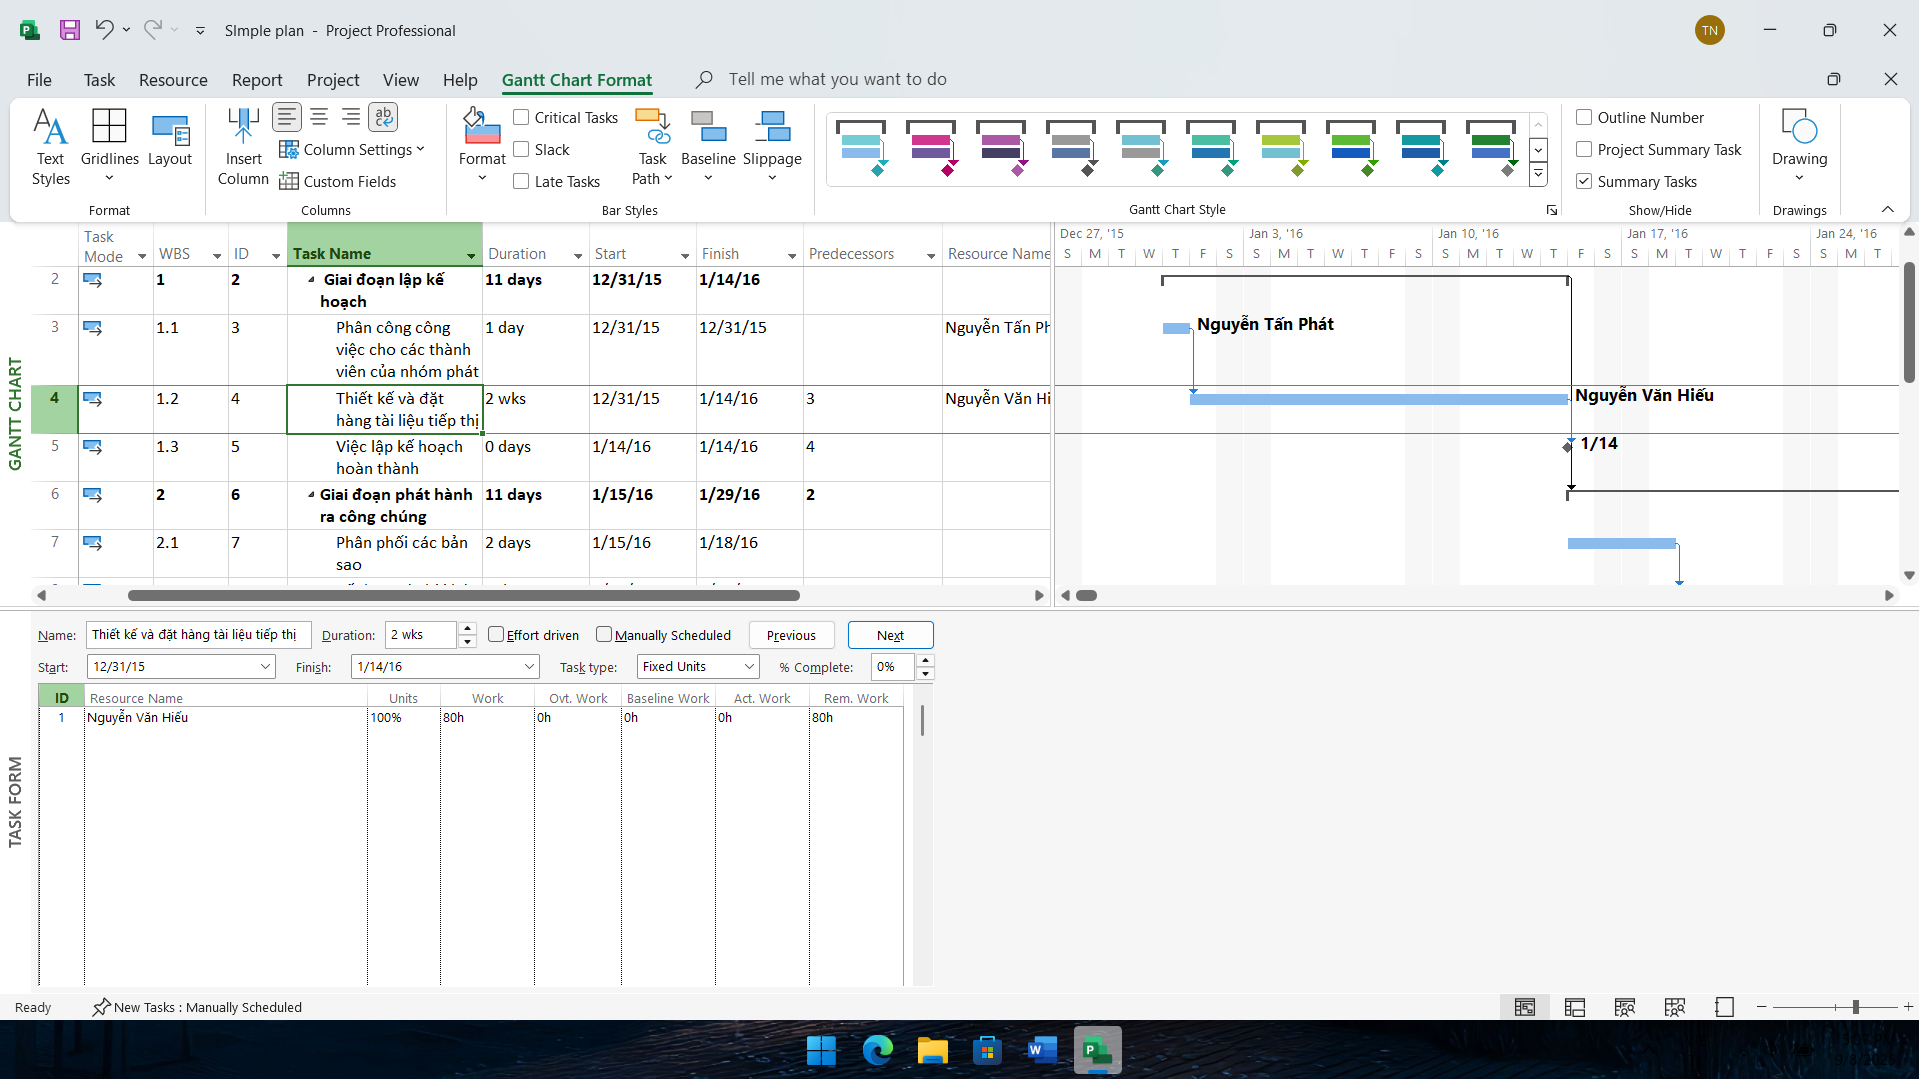 SImple plan - Project Professional
TN
File Task Resource Report Project View Help Gantt Chart Format Tell me what you want to do
Text Styles
Gridlines
Layout
Format
Insert Column
Column Settings
Custom Fields
Columns
Format
Critical Tasks
Slack
Late Tasks
Task Path
Baseline
Slippage
Bar Styles
Gantt Chart Style
Outline Number
Project Summary Task
Summary Tasks
Show/Hide
Drawing
Drawings
GANTT CHART
Task Mode WBS ID Task Name Duration Start Finish Predecessors Resource Name
2 1 2 Giai đoạn lập kế hoạch 11 days 12/31/15 1/14/16
3 1.1 3 Phân công công việc cho các thành viên của nhóm phát 1 day 12/31/15 12/31/15 Nguyễn Tấn Ph
4 1.2 4 Thiết kế và đặt hàng tài liệu tiếp thị 2 wks 12/31/15 1/14/16 3 Nguyễn Văn Hi
5 1.3 5 Việc lập kế hoạch hoàn thành 0 days 1/14/16 1/14/16 4
6 2 6 Giai đoạn phát hành ra công chúng 11 days 1/15/16 1/29/16 2
7 2.1 7 Phân phối các bản sao 2 days 1/15/16 1/18/16
Dec 27, '15 Jan 3, '16 Jan 10, '16 Jan 17, '16 Jan 24, '16
S M T W T F S S M T W T F S S M T W T F S S M T W T F S S M T
Nguyễn Tấn Phát
Nguyễn Văn Hiếu
1/14
TASK FORM
Name: Thiết kế và đặt hàng tài liệu tiếp thị Duration: 2 wks Effort driven Manually Scheduled Previous Next
Start: 12/31/15 Finish: 1/14/16 Task type: Fixed Units % Complete: 0%
ID Resource Name Units Work Ovt. Work Baseline Work Act. Work Rem. Work
1 Nguyễn Văn Hiếu 100% 80h 0h 0h 0h 80h
Ready New Tasks : Manually Scheduled